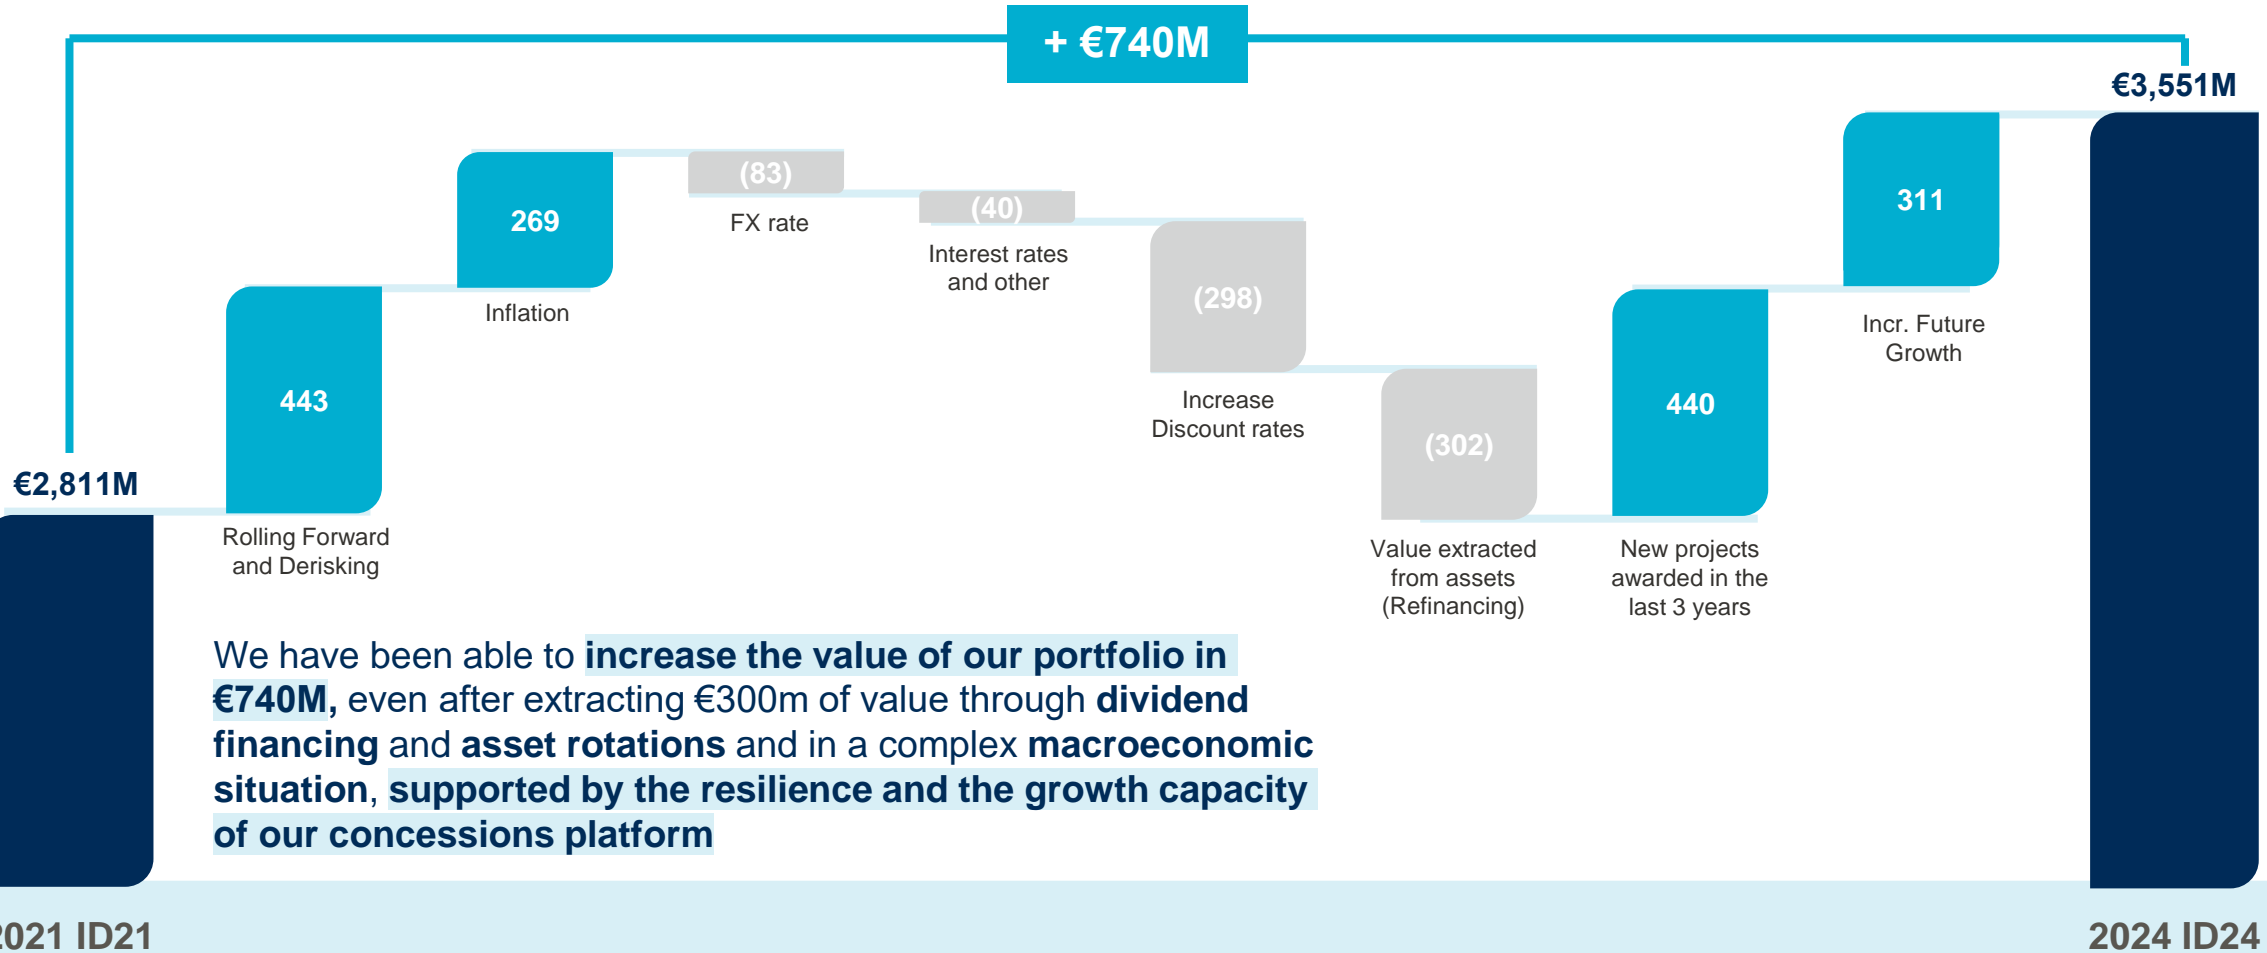 + €740M
€3,551M
€2,811M
443
Rolling Forward
and Derisking
269
Inflation
(83)
FX rate
(40)
Interest rates
and other
(298)
Increase
Discount rates
(302)
Value extracted
from assets
(Refinancing)
440
New projects
awarded in the
last 3 years
311
Incr. Future
Growth
We have been able to increase the value of our portfolio in
€740M, even after extracting €300m of value through dividend
financing and asset rotations and in a complex macroeconomic
situation, supported by the resilience and the growth capacity
of our concessions platform
2021 ID21
2024 ID24